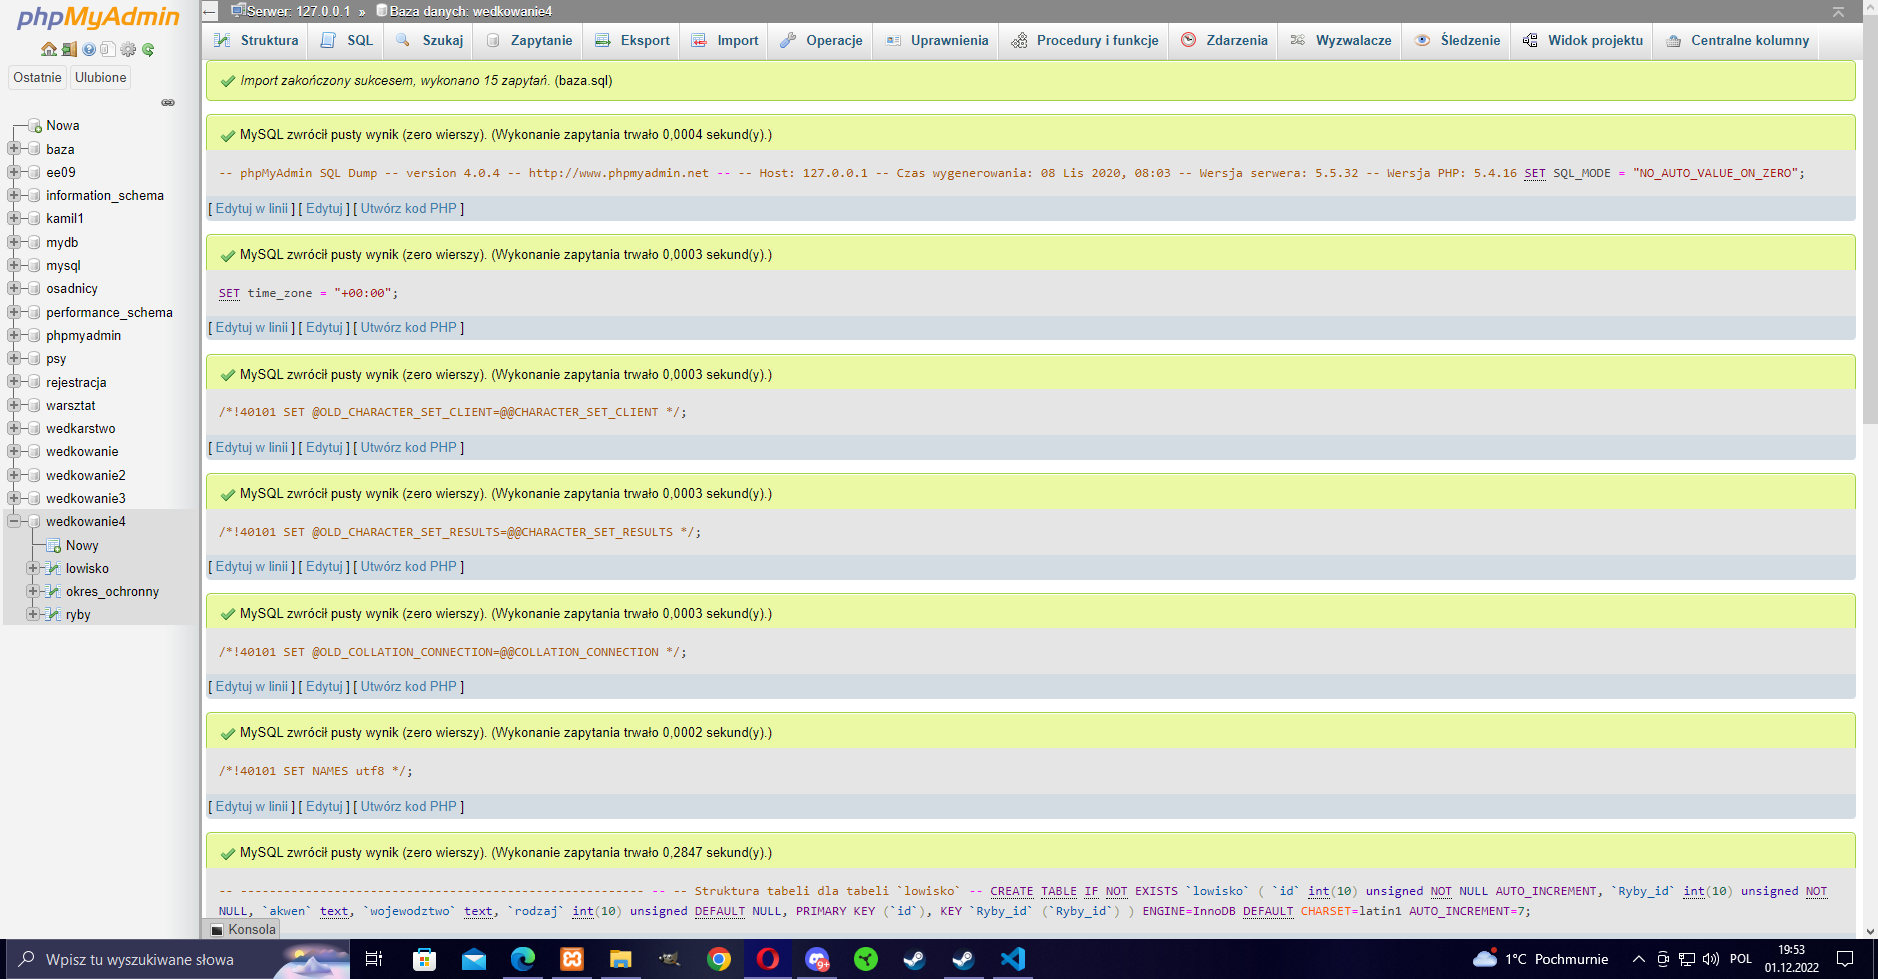 phpMyAdmin
Ostatnie Ulubione
Nowa
baza
ee09
information_schema
kamil1
mydb
mysql
osadnicy
performance_schema
phpmyadmin
psy
rejestracja
warsztat
wedkarstwo
wedkowanie
wedkowanie2
wedkowanie3
wedkowanie4
Nowy
lowisko
okres_ochronny
ryby
Serwer: 127.0.0.1 » Baza danych: wedkowanie4
Struktura SQL Szukaj Zapytanie Eksport Import Operacje Uprawnienia Procedury i funkcje Zdarzenia Wyzwalacze Śledzenie Widok projektu Centralne kolumny
Import zakończony sukcesem, wykonano 15 zapytań. (baza.sql)
MySQL zwrócił pusty wynik (zero wierszy). (Wykonanie zapytania trwało 0,0004 sekund(y).)
-- phpMyAdmin SQL Dump -- version 4.0.4 -- http://www.phpmyadmin.net -- -- Host: 127.0.0.1 -- Czas wygenerowania: 08 Lis 2020, 08:03 -- Wersja serwera: 5.5.32 -- Wersja PHP: 5.4.16 SET SQL_MODE = "NO_AUTO_VALUE_ON_ZERO";
[ Edytuj w linii ] [ Edytuj ] [ Utwórz kod PHP ]
MySQL zwrócił pusty wynik (zero wierszy). (Wykonanie zapytania trwało 0,0003 sekund(y).)
SET time_zone = "+00:00";
[ Edytuj w linii ] [ Edytuj ] [ Utwórz kod PHP ]
MySQL zwrócił pusty wynik (zero wierszy). (Wykonanie zapytania trwało 0,0003 sekund(y).)
/*!40101 SET @OLD_CHARACTER_SET_CLIENT=@@CHARACTER_SET_CLIENT */;
[ Edytuj w linii ] [ Edytuj ] [ Utwórz kod PHP ]
MySQL zwrócił pusty wynik (zero wierszy). (Wykonanie zapytania trwało 0,0003 sekund(y).)
/*!40101 SET @OLD_CHARACTER_SET_RESULTS=@@CHARACTER_SET_RESULTS */;
[ Edytuj w linii ] [ Edytuj ] [ Utwórz kod PHP ]
MySQL zwrócił pusty wynik (zero wierszy). (Wykonanie zapytania trwało 0,0003 sekund(y).)
/*!40101 SET @OLD_COLLATION_CONNECTION=@@COLLATION_CONNECTION */;
[ Edytuj w linii ] [ Edytuj ] [ Utwórz kod PHP ]
MySQL zwrócił pusty wynik (zero wierszy). (Wykonanie zapytania trwało 0,0002 sekund(y).)
/*!40101 SET NAMES utf8 */;
[ Edytuj w linii ] [ Edytuj ] [ Utwórz kod PHP ]
MySQL zwrócił pusty wynik (zero wierszy). (Wykonanie zapytania trwało 0,2847 sekund(y).)
-- -------------------------------------------------------- -- -- Struktura tabeli dla tabeli `lowisko` -- CREATE TABLE IF NOT EXISTS `lowisko` ( `id` int(10) unsigned NOT NULL AUTO_INCREMENT, `Ryby_id` int(10) unsigned NOT
NULL, `akwen` text, `wojewodztwo` text, `rodzaj` int(10) unsigned DEFAULT NULL, PRIMARY KEY (`id`), KEY `Ryby_id` (`Ryby_id`) ) ENGINE=InnoDB DEFAULT CHARSET=latin1 AUTO_INCREMENT=7;
Konsola
Wpisz tu wyszukiwane słowa
9+
1°C Pochmurnie
POL
19:53
01.12.2022